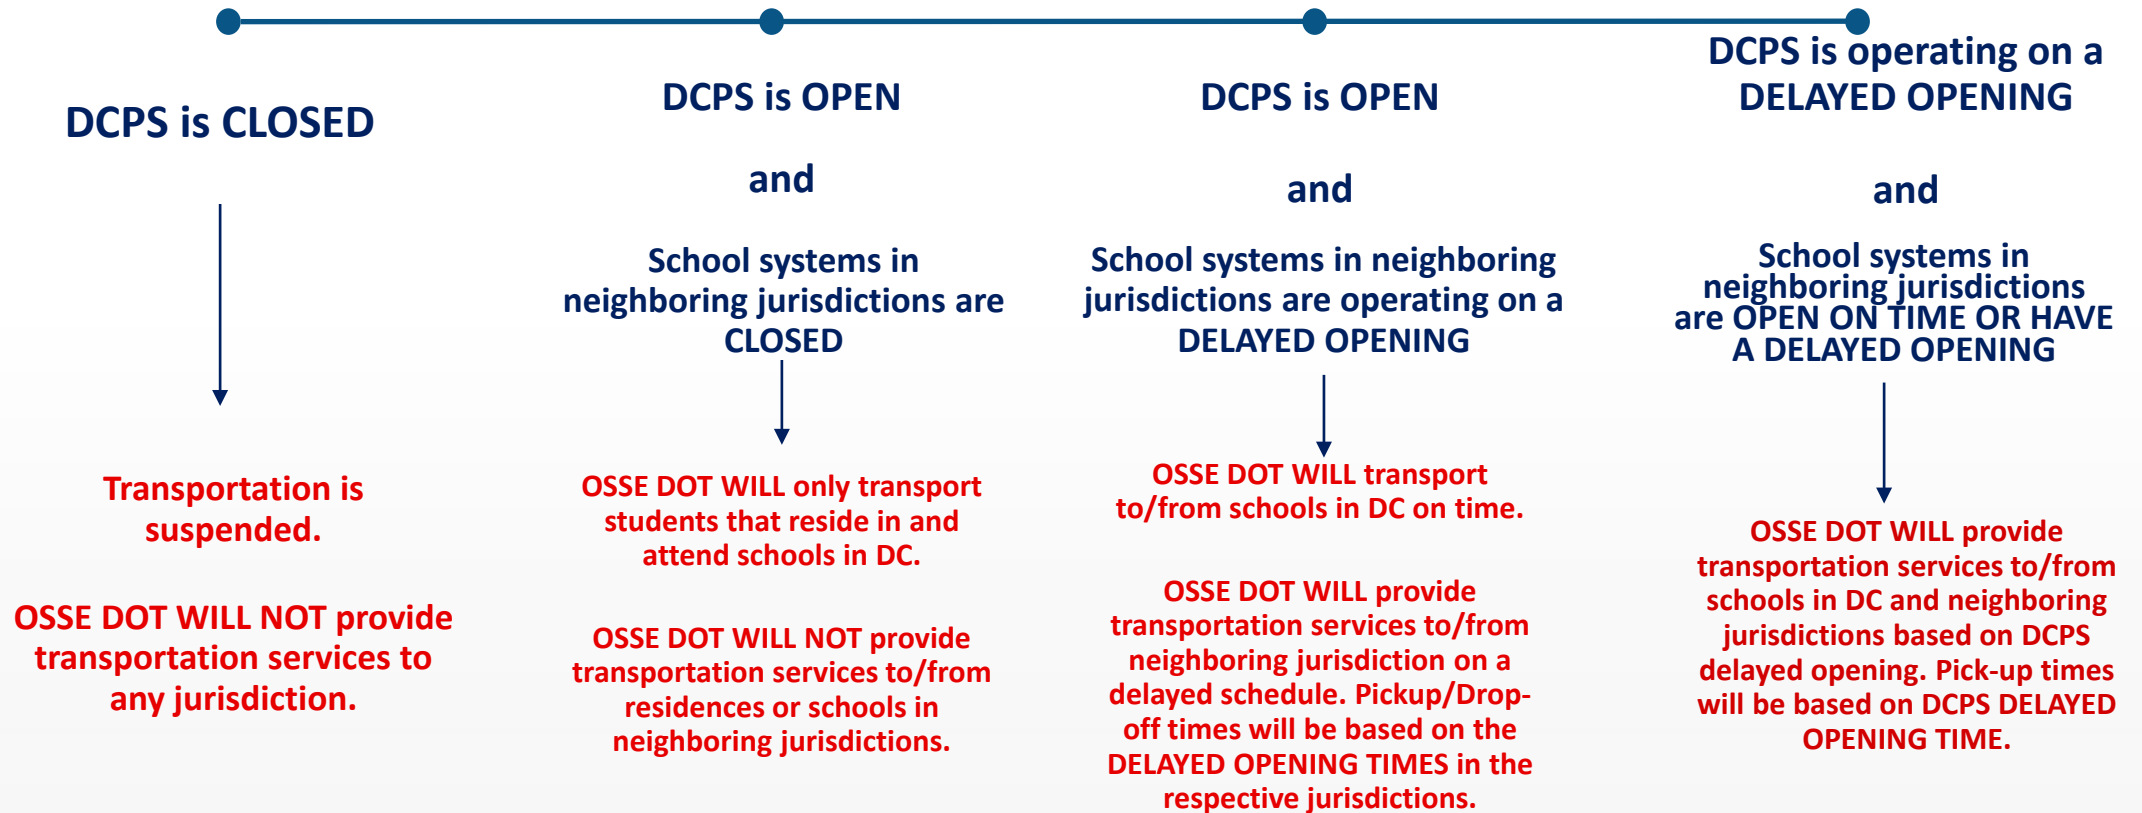 DCPS is CLOSED
Transportation is
suspended.
OSSE DOT WILL NOT provide
transportation services to
any jurisdiction.
DCPS is OPEN
and
School systems in
neighboring jurisdictions are
CLOSED
OSSE DOT WILL only transport
students that reside in and
attend schools in DC.
OSSE DOT WILL NOT provide
transportation services to/from
residences or schools in
neighboring jurisdictions.
DCPS is OPEN
and
School systems in neighboring
jurisdictions are operating on a
DELAYED OPENING
OSSE DOT WILL transport
to/from schools in DC on time.
OSSE DOT WILL provide
transportation services to/from
neighboring jurisdiction on a
delayed schedule. Pickup/Drop-
off times will be based on the
DELAYED OPENING TIMES in the
respective jurisdictions.
DCPS is operating on a
DELAYED OPENING
and
School systems in
neighboring jurisdictions
are OPEN ON TIME OR HAVE
A DELAYED OPENING
OSSE DOT WILL provide
transportation services to/from
schools in DC and neighboring
jurisdictions based on DCPS
delayed opening. Pick-up times
will be based on DCPS DELAYED
OPENING TIME.